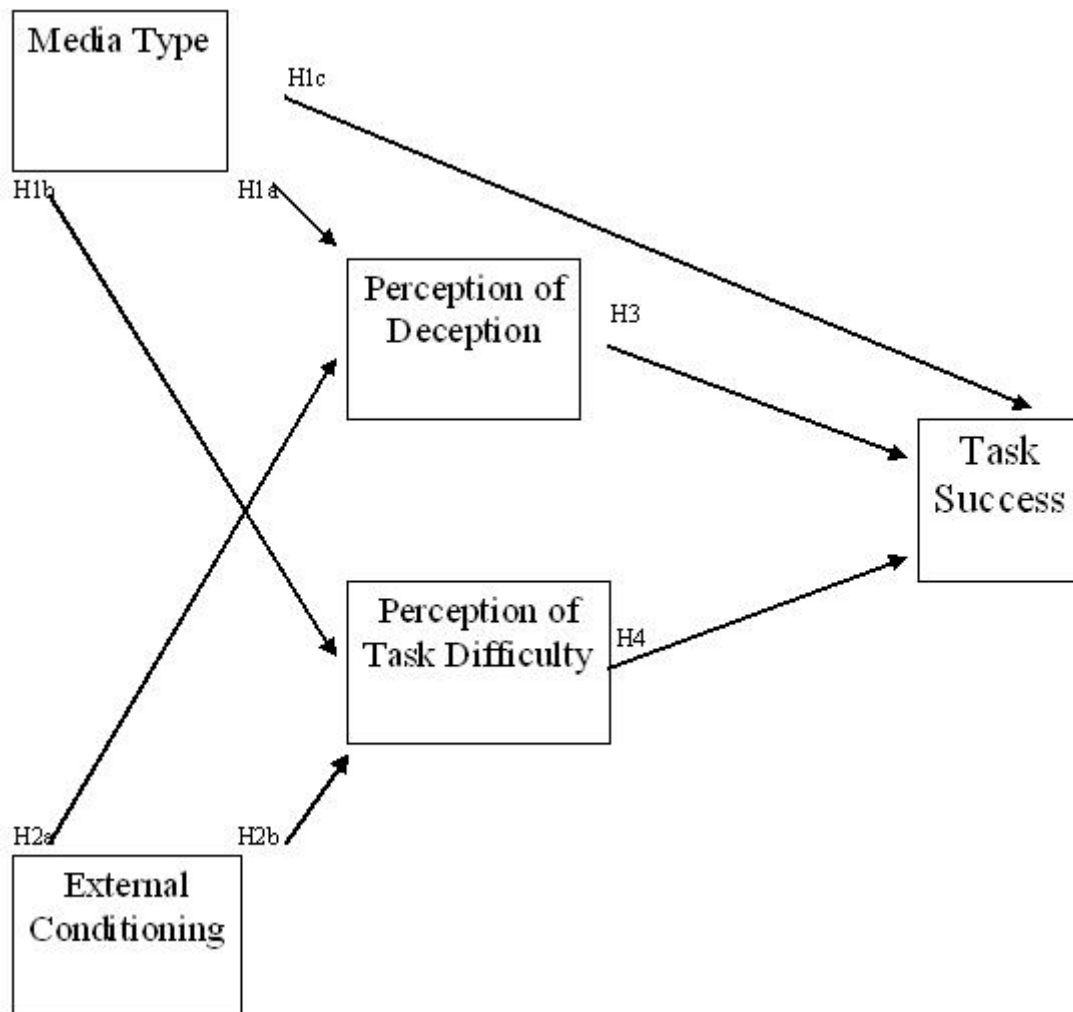 Media Type
H1c
H1b
H1a
Perception of
Deception
H3
Task
Success
Perception of
Task Difficulty
H4
H2a
H2b
External
Conditioning